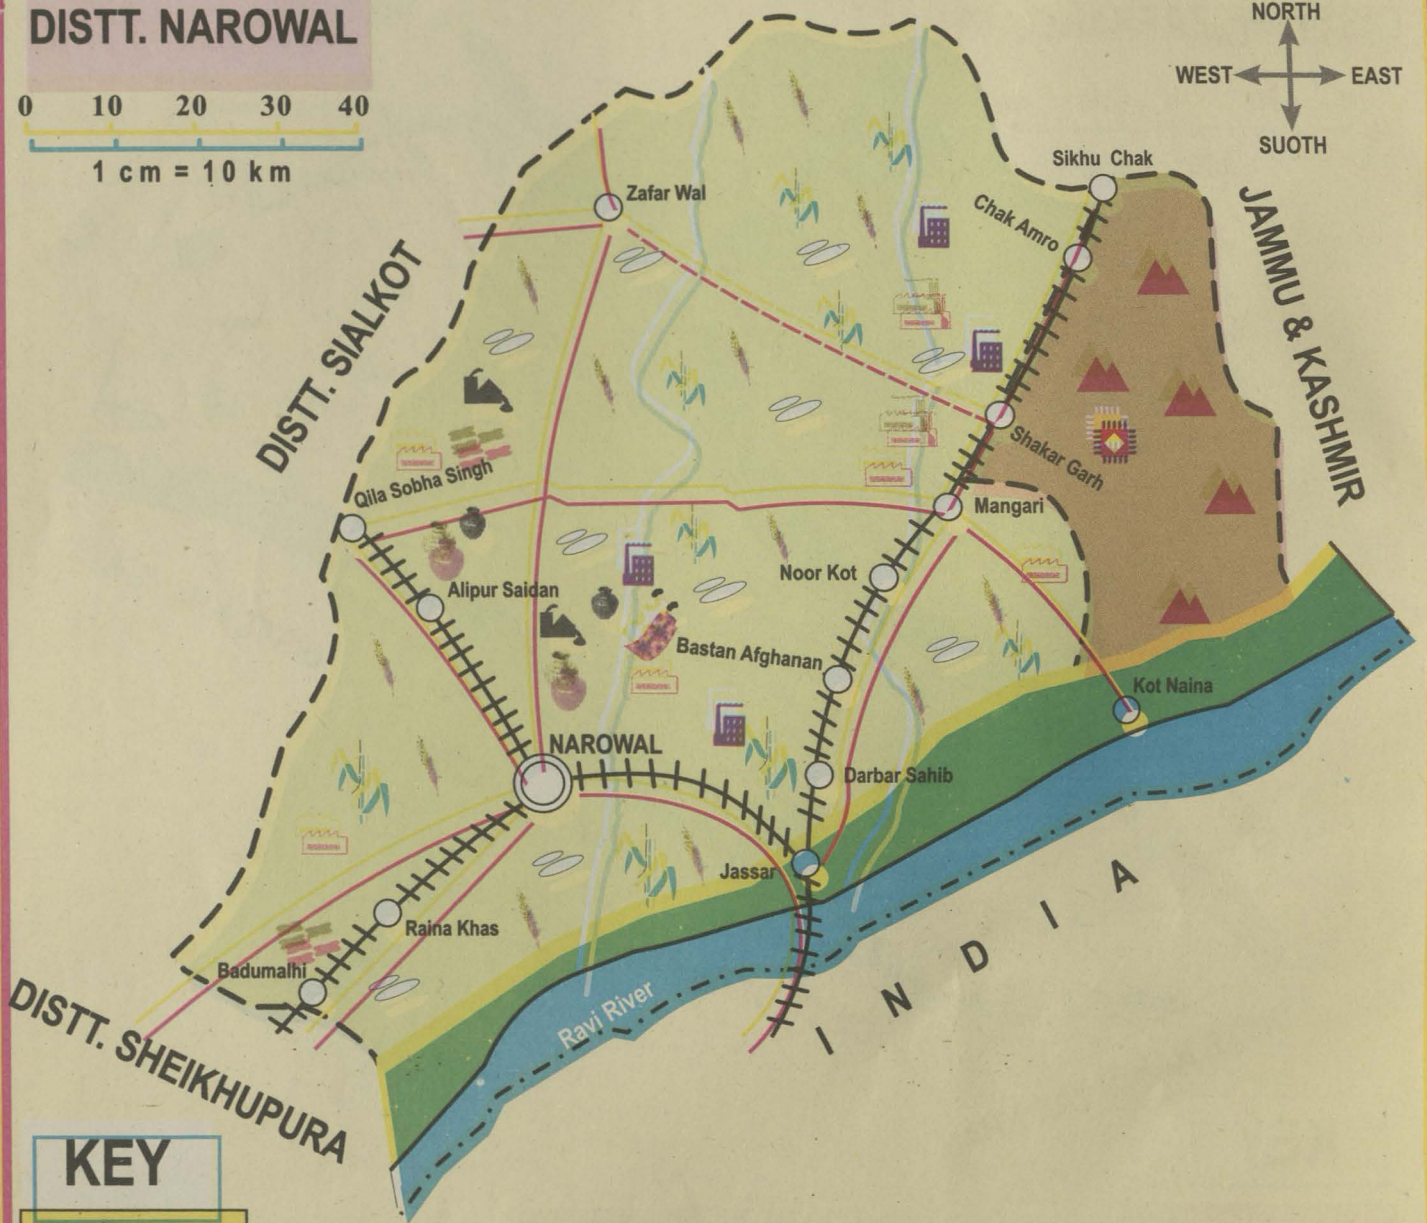 DISTT. NAROWAL
0 10 20 30 40
1 cm = 10 km
NORTH
WEST EAST
SUOTH
Sikhu Chak
Zafar Wal
Chak Amro
JAMMU & KASHMIR
DISTT. SIALKOT
Shakar Garh
Qila Sobha Singh
Mangari
Noor Kot
Alipur Saidan
Bastan Afghanan
Kot Naina
NAROWAL
Darbar Sahib
Jassar
INDIA
Raina Khas
Badumalhi
Ravi River
DISTT. SHEIKHUPURA
KEY